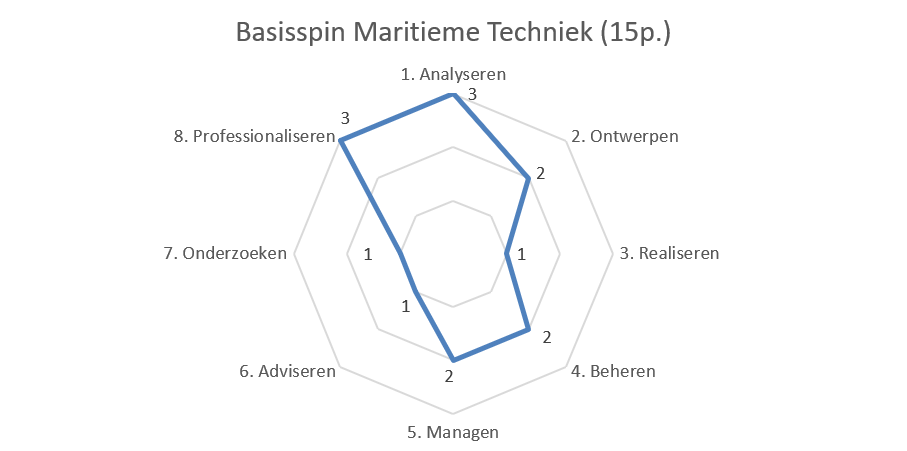 Basisspin Maritieme Techniek (15p.)
1. Analyseren
3
3
8. Professionaliseren
2. Ontwerpen
2
7. Onderzoeken
1
1
3. Realiseren
1
2
6. Adviseren
2
4. Beheren
5. Managen